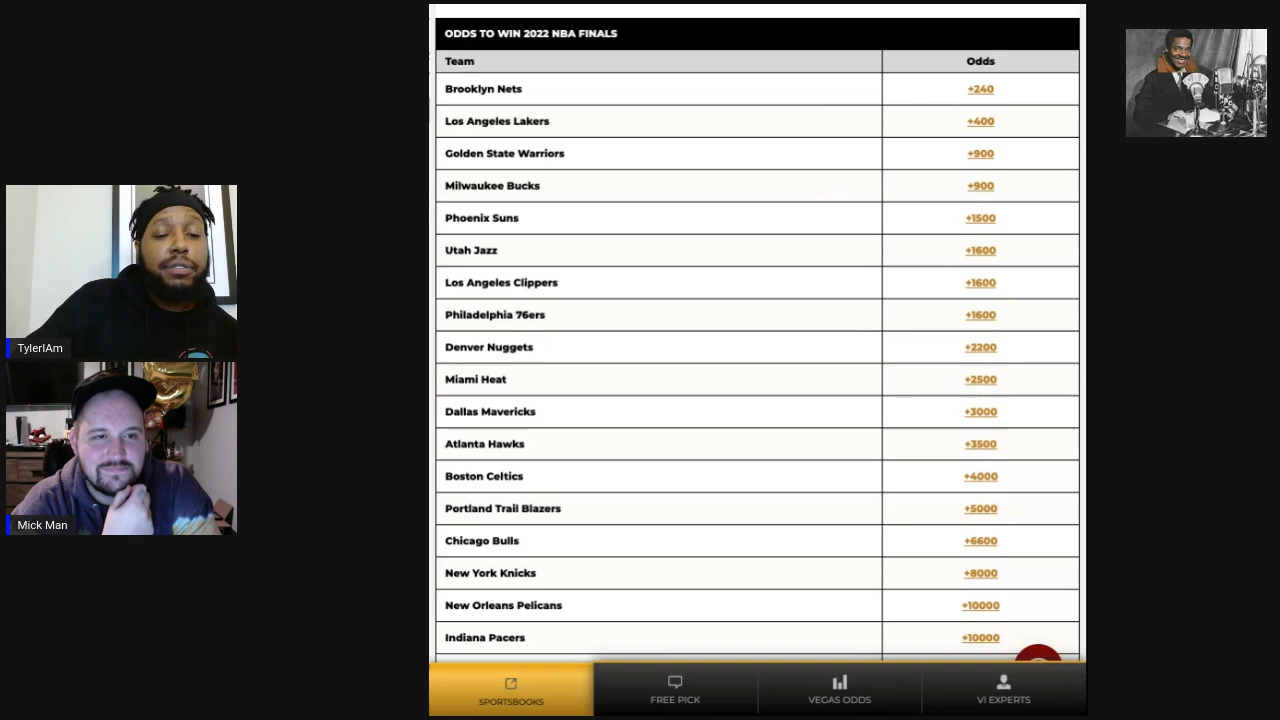 ODDS TO WIN 2022 NBA FINALS
Team Odds
Brooklyn Nets +240
Los Angeles Lakers +400
Golden State Warriors +900
Milwaukee Bucks +900
Phoenix Suns +1500
Utah Jazz +1600
Los Angeles Clippers +1600
Philadelphia 76ers +1600
Denver Nuggets +2200
Miami Heat +2500
Dallas Mavericks +3000
Atlanta Hawks +3500
Boston Celtics +4000
Portland Trail Blazers +5000
Chicago Bulls +6600
New York Knicks +8000
New Orleans Pelicans +10000
Indiana Pacers +10000
SPORTSBOOKS FREE PICK VEGAS ODDS VI EXPERTS
TylerIAm
Mick Man